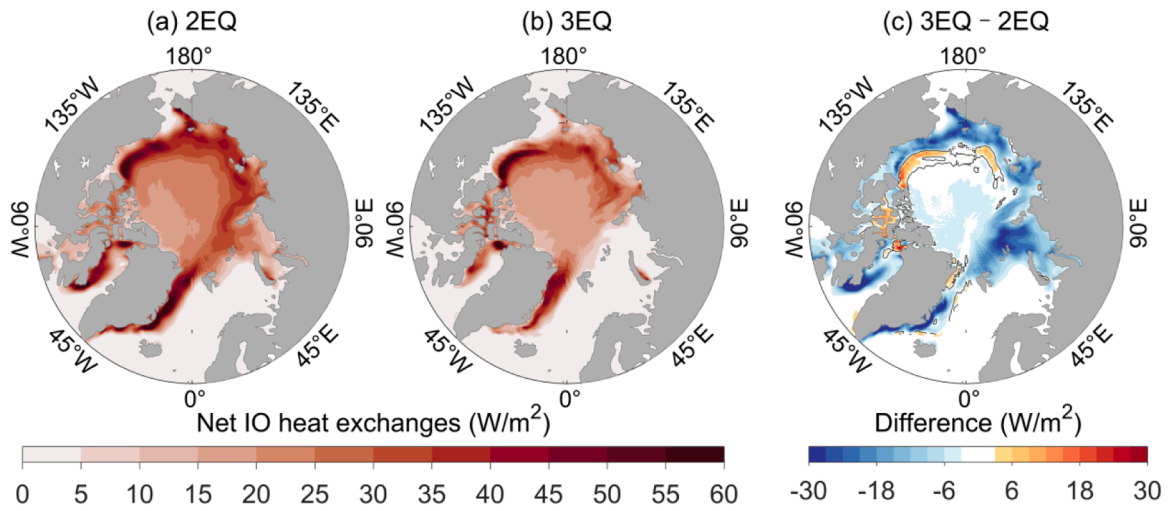 (a) 2EQ
(b) 3EQ
(c) 3EQ - 2EQ
180°
180°
180°
135°W
135°E
135°W
135°E
135°W
135°E
90°W
90°E
90°W
90°E
90°W
90°E
45°W
45°E
45°W
45°E
45°W
45°E
0°
0°
0°
Net IO heat exchanges (W/m²)
Difference (W/m²)
0 5 10 15 20 25 30 35 40 45 50 55 60
-30 -18 -6 6 18 30